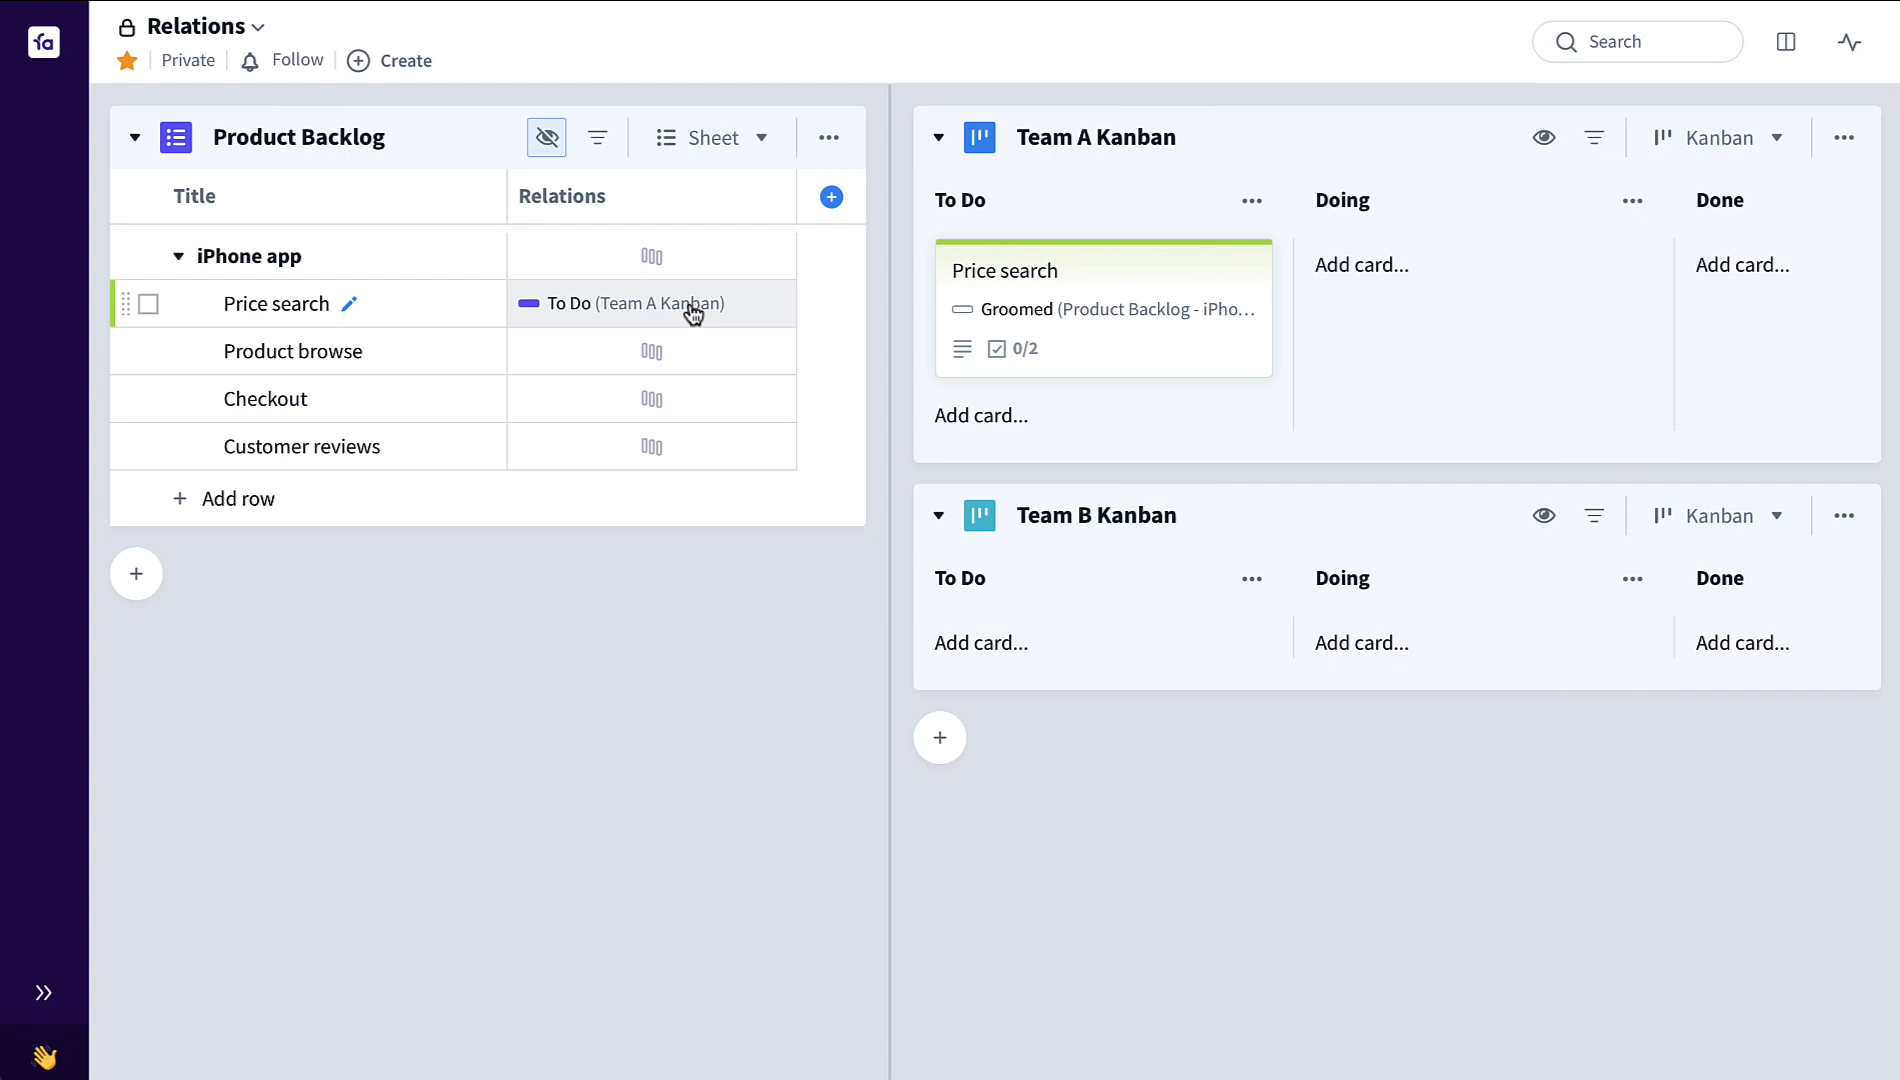 Relations
Private
Follow
Create
Search
Product Backlog
Sheet
Title
Relations
iPhone app
Price search
To Do (Team A Kanban)
Product browse
Checkout
Customer reviews
+ Add row
Team A Kanban
Kanban
To Do
Doing
Done
Price search
Groomed (Product Backlog - iPho...
0/2
Add card...
Add card...
Add card...
Team B Kanban
Kanban
To Do
Doing
Done
Add card...
Add card...
Add card...